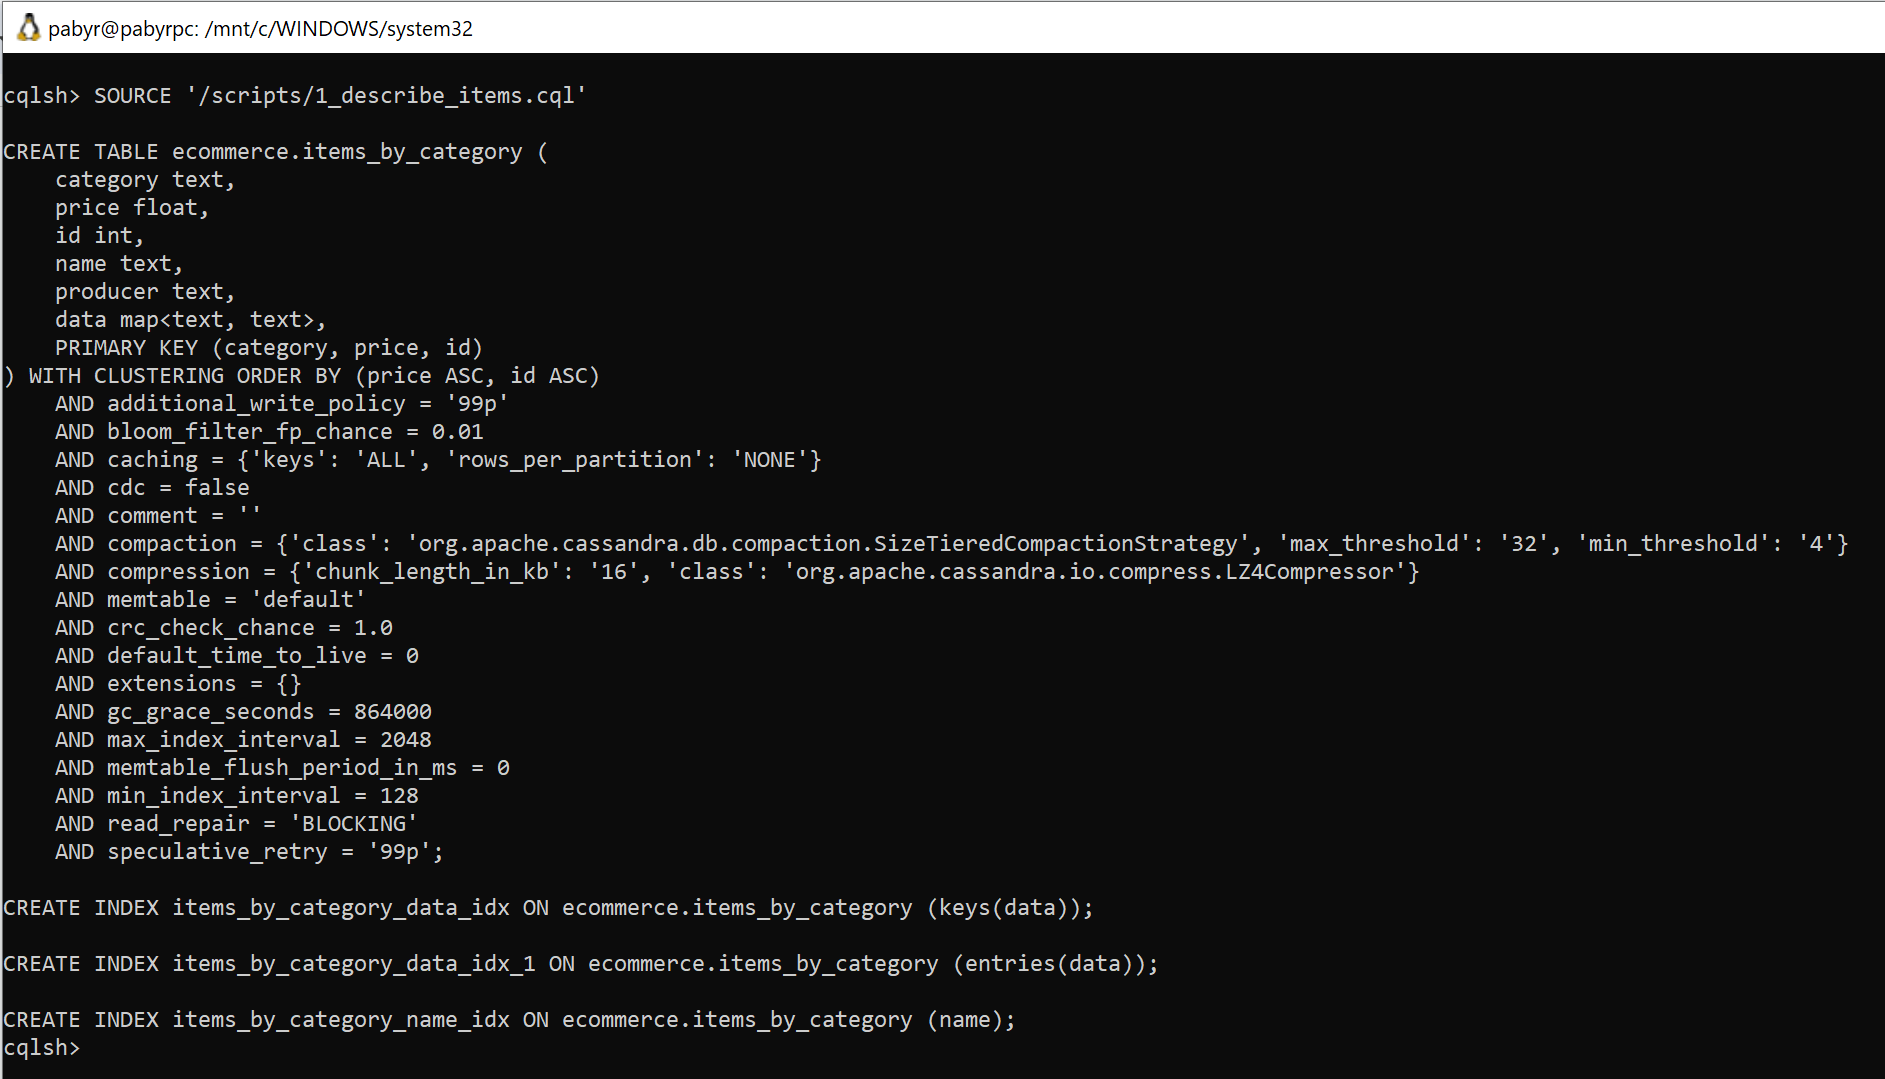 pabyr@pabyrpc: /mnt/c/WINDOWS/system32
cqlsh> SOURCE '/scripts/1_describe_items.cql'
CREATE TABLE ecommerce.items_by_category (
    category text,
    price float,
    id int,
    name text,
    producer text,
    data map<text, text>,
    PRIMARY KEY (category, price, id)
) WITH CLUSTERING ORDER BY (price ASC, id ASC)
    AND additional_write_policy = '99p'
    AND bloom_filter_fp_chance = 0.01
    AND caching = {'keys': 'ALL', 'rows_per_partition': 'NONE'}
    AND cdc = false
    AND comment = ''
    AND compaction = {'class': 'org.apache.cassandra.db.compaction.SizeTieredCompactionStrategy', 'max_threshold': '32', 'min_threshold': '4'}
    AND compression = {'chunk_length_in_kb': '16', 'class': 'org.apache.cassandra.io.compress.LZ4Compressor'}
    AND memtable = 'default'
    AND crc_check_chance = 1.0
    AND default_time_to_live = 0
    AND extensions = {}
    AND gc_grace_seconds = 864000
    AND max_index_interval = 2048
    AND memtable_flush_period_in_ms = 0
    AND min_index_interval = 128
    AND read_repair = 'BLOCKING'
    AND speculative_retry = '99p';
CREATE INDEX items_by_category_data_idx ON ecommerce.items_by_category (keys(data));
CREATE INDEX items_by_category_data_idx_1 ON ecommerce.items_by_category (entries(data));
CREATE INDEX items_by_category_name_idx ON ecommerce.items_by_category (name);
cqlsh>